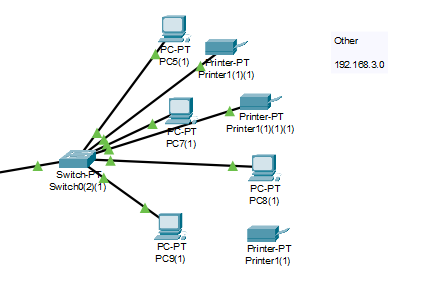 PC-PT
PC5(1)
Printer-PT
Printer1(1)(1)
Other
192.168.3.0
Printer-PT
Printer1(1)(1)(1)
PC-PT
PC7(1)
Switch-PT
Switch0(2)(1)
PC-PT
PC8(1)
PC-PT
PC9(1)
Printer-PT
Printer1(1)